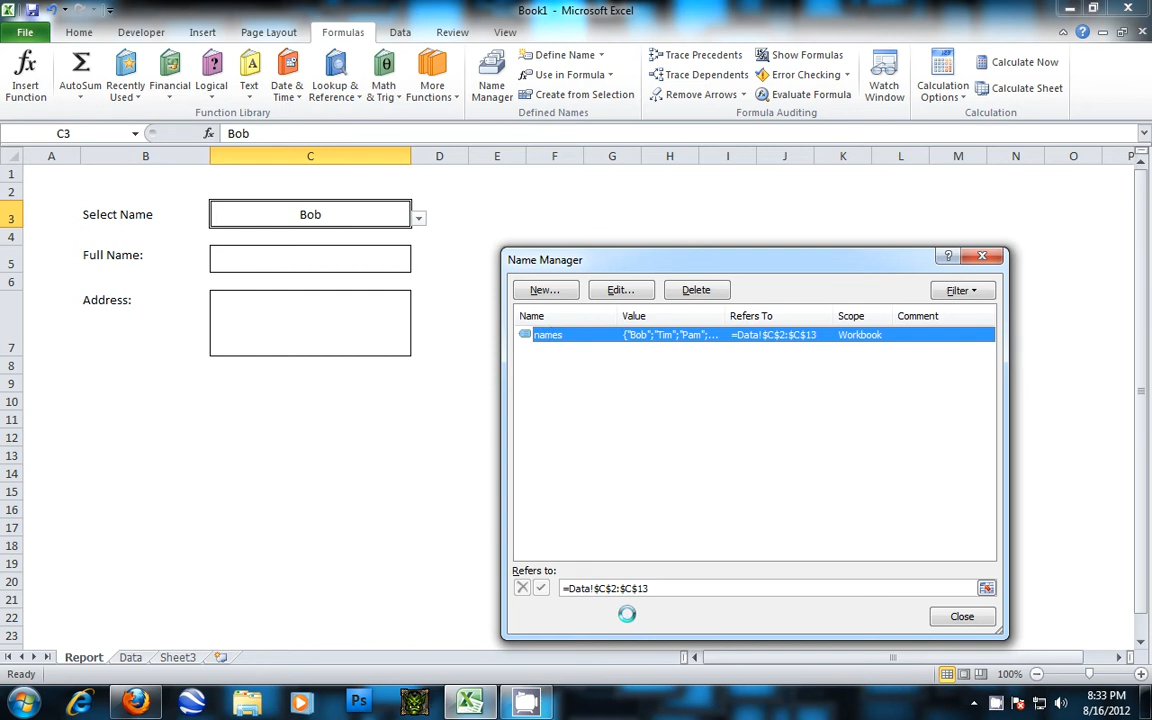 Book1 - Microsoft Excel
File Home Developer Insert Page Layout Formulas Data Review View
Insert Function
AutoSum
Recently Used
Financial
Logical
Text
Date & Time
Lookup & Reference
Math & Trig
More Functions
Function Library
Name Manager
Define Name
Use in Formula
Create from Selection
Defined Names
Trace Precedents
Trace Dependents
Remove Arrows
Show Formulas
Error Checking
Evaluate Formula
Formula Auditing
Watch Window
Calculation Options
Calculate Now
Calculate Sheet
Calculation
C3 fx Bob
A B C D E F G H I J K L M N O P
1
2
3 Select Name Bob
4
5 Full Name:
6
7 Address:
8
9
10
11
12
13
14
15
16
17
18
19
20
21
22
23
Name Manager
New... Edit... Delete Filter
Name Value Refers To Scope Comment
names {"Bob";"Tim";"Pam";... =Data!$C$2:$C$13 Workbook
Refers to:
=Data!$C$2:$C$13
Close
Report Data Sheet3
Ready 100%
Ps
8:33 PM
8/16/2012